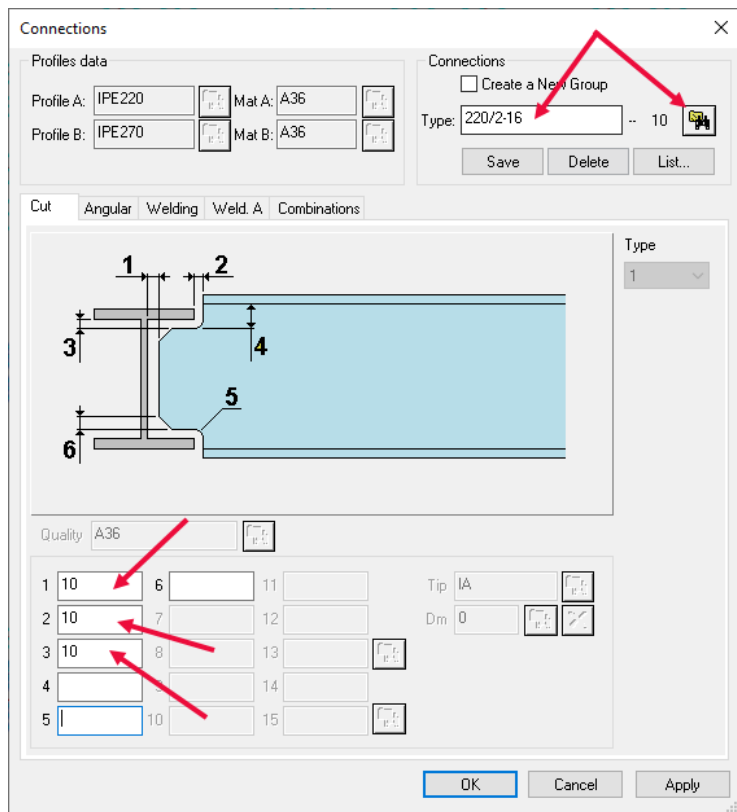 Connections
Profiles data
Profile A: IPE220 Mat A: A36
Profile B: IPE270 Mat B: A36
Connections
Create a New Group
Type: 220/2-16 -- 10
Save Delete List...
Cut Angular Welding Weld. A Combinations
Type
1
1 2
3 4
5
6
Quality A36
1 10 6 11 Tip IA
2 10 7 12 Dm 0
3 10 8 13
4 9 14
5 10 15
OK Cancel Apply